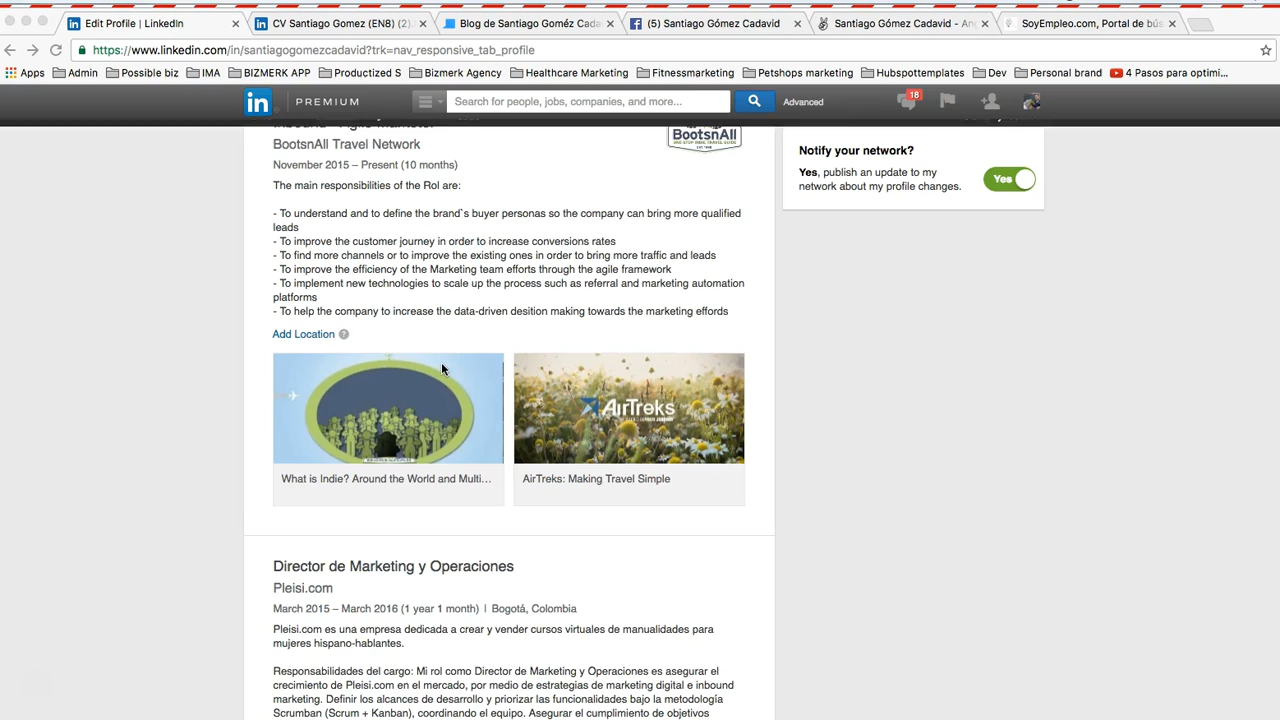 Edit Profile | LinkedIn
CV Santiago Gomez (EN8) (2)
Blog de Santiago Goméz Cada
(5) Santiago Gómez Cadavid
Santiago Gómez Cadavid - An
SoyEmpleo.com, Portal de bús
https://www.linkedin.com/in/santiagogomezcadavid?trk=nav_responsive_tab_profile
Apps Admin Possible biz IMA BIZMERK APP Productized S Bizmerk Agency Healthcare Marketing Fitnessmarketing Petshops marketing Hubspottemplates Dev Personal brand 4 Pasos para optimi...
in PREMIUM Search for people, jobs, companies, and more... Advanced 18
BootsnAll Travel Network
BootsnAll
ONE STOP INDIE TRAVEL GUIDE
November 2015 – Present (10 months)
The main responsibilities of the Rol are:
- To understand and to define the brand`s buyer personas so the company can bring more qualified
leads
- To improve the customer journey in order to increase conversions rates
- To find more channels or to improve the existing ones in order to bring more traffic and leads
- To improve the efficiency of the Marketing team efforts through the agile framework
- To implement new technologies to scale up the process such as referral and marketing automation
platforms
- To help the company to increase the data-driven desition making towards the marketing effords
Add Location ?
AirTreks
What is Indie? Around the World and Multi...
AirTreks: Making Travel Simple
Director de Marketing y Operaciones
Pleisi.com
March 2015 – March 2016 (1 year 1 month) | Bogotá, Colombia
Pleisi.com es una empresa dedicada a crear y vender cursos virtuales de manualidades para
mujeres hispano-hablantes.
Responsabilidades del cargo: Mi rol como Director de Marketing y Operaciones es asegurar el
crecimiento de Pleisi.com en el mercado, por medio de estrategias de marketing digital e inbound
marketing. Definir los alcances de desarrollo y priorizar las funcionalidades bajo la metodología
Scrumban (Scrum + Kanban), coordinando el equipo. Asegurar el cumplimiento de objetivos
Notify your network?
Yes, publish an update to my
network about my profile changes.
Yes